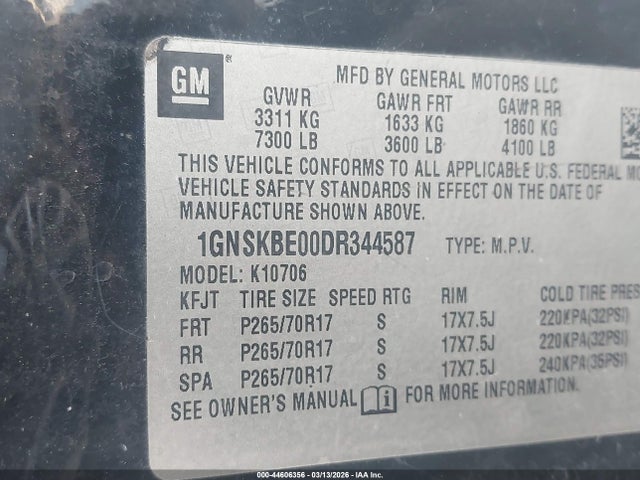 GM
MFD BY GENERAL MOTORS LLC
GVWR GAWR FRT GAWR RR
3311 KG 1633 KG 1860 KG
7300 LB 3600 LB 4100 LB
THIS VEHICLE CONFORMS TO ALL APPLICABLE U.S. FEDERAL MO
VEHICLE SAFETY STANDARDS IN EFFECT ON THE DATE OF
MANUFACTURE SHOWN ABOVE.
1GNSKBE00DR344587 TYPE: M.P.V.
MODEL: K10706
KFJT TIRE SIZE SPEED RTG RIM COLD TIRE PRES
FRT P265/70R17 S 17X7.5J 220KPA(32PSI)
RR P265/70R17 S 17X7.5J 220KPA(32PSI)
SPA P265/70R17 S 17X7.5J 240KPA(35PSI)
SEE OWNER'S MANUAL i FOR MORE INFORMATION.
000-44606356 - 03/13/2026 - IAA Inc.